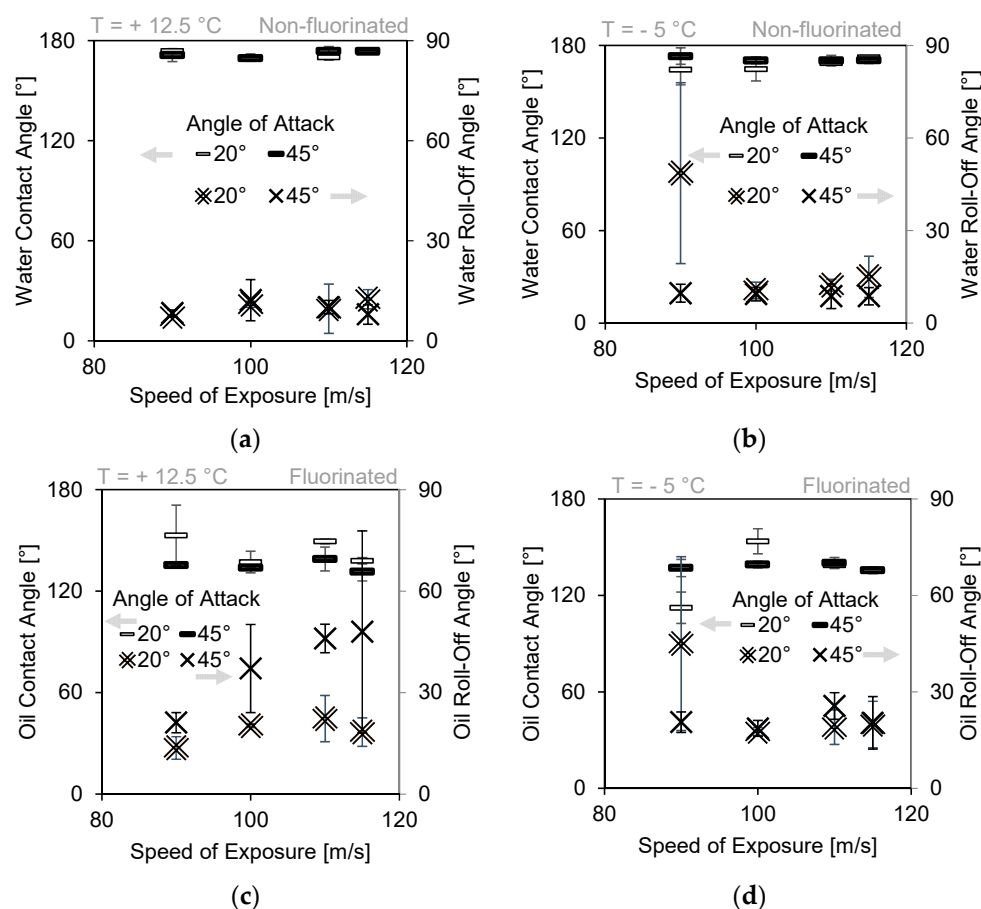 T = + 12.5 °C Non-fluorinated
180 90
Water Contact Angle [°]
Water Roll-Off Angle [°]
Angle of Attack
20° 45°
20° 45°
120 60
60 30
0 0
80 100 120
Speed of Exposure [m/s]
(a)
T = - 5 °C Non-fluorinated
180 90
Water Contact Angle [°]
Water Roll-Off Angle [°]
Angle of Attack
20° 45°
20° 45°
120 60
60 30
0 0
80 100 120
Speed of Exposure [m/s]
(b)
T = + 12.5 °C Fluorinated
180 90
Oil Contact Angle [°]
Oil Roll-Off Angle [°]
120 60
Angle of Attack
20° 45°
20° 45°
60 30
0 0
80 100 120
Speed of Exposure [m/s]
(c)
T = - 5 °C Fluorinated
180 90
Oil Contact Angle [°]
Oil Roll-Off Angle [°]
120 60
Angle of Attack
20° 45°
20° 45°
60 30
0 0
80 100 120
Speed of Exposure [m/s]
(d)